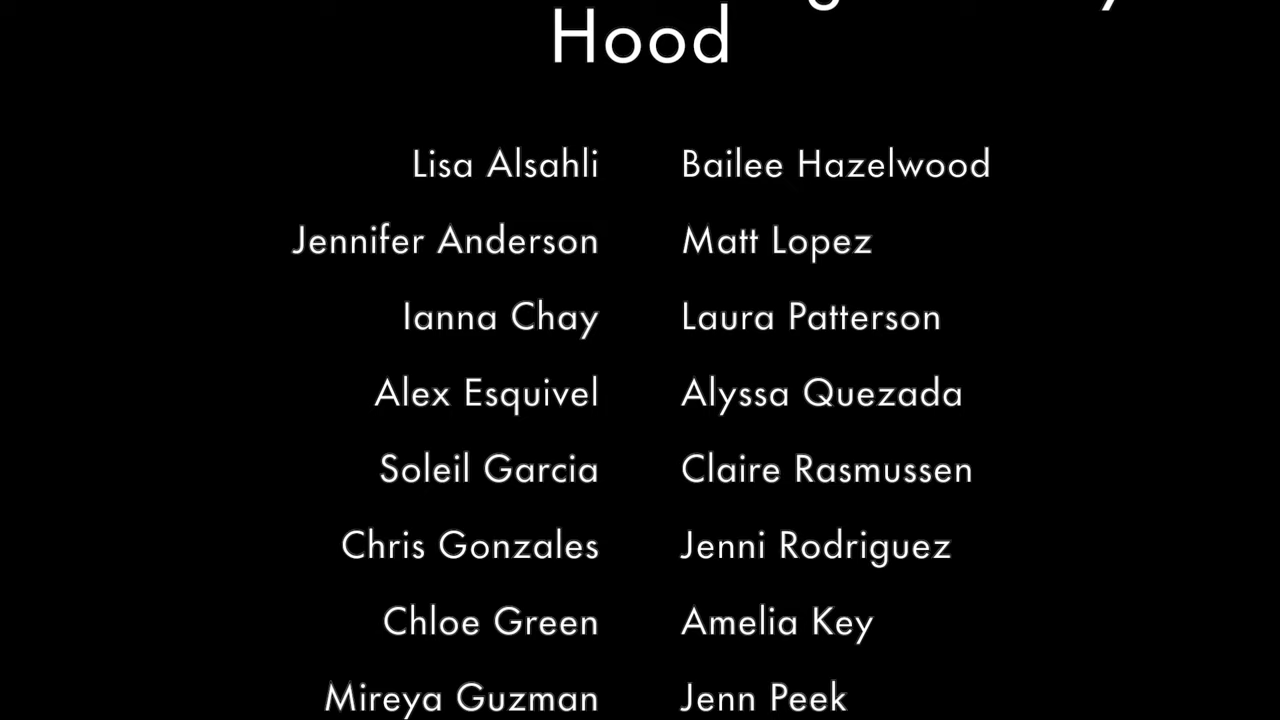 Hood
Lisa Alsahli Bailee Hazelwood
Jennifer Anderson Matt Lopez
Ianna Chay Laura Patterson
Alex Esquivel Alyssa Quezada
Soleil Garcia Claire Rasmussen
Chris Gonzales Jenni Rodriguez
Chloe Green Amelia Key
Mireya Guzman Jenn Peek